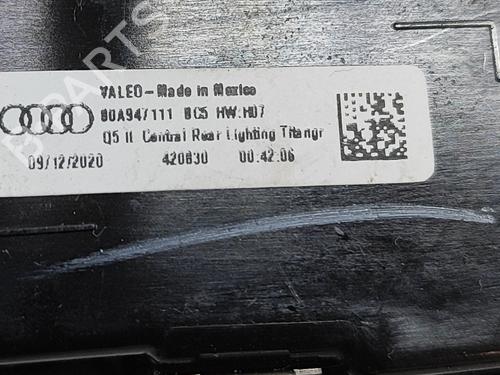 VALEO-Made in Mexico
80A947111 BC5 HW:H07
Q5 II Central Rear Lighting Titangr
09/12/2020 420830 00:42:06